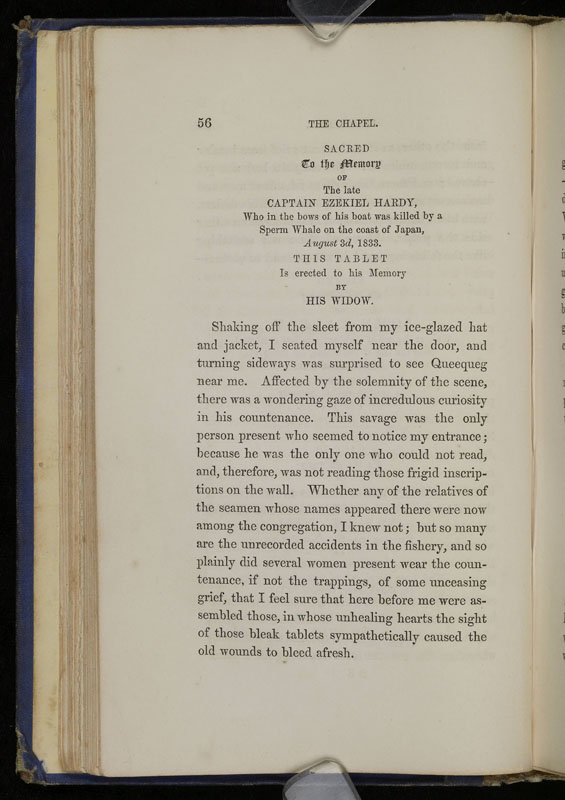 56 THE CHAPEL.
SACRED
To the Memory
OF
The late
CAPTAIN EZEKIEL HARDY,
Who in the bows of his boat was killed by a
Sperm Whale on the coast of Japan,
August 3d, 1833.
THIS TABLET
Is erected to his Memory
BY
HIS WIDOW.
Shaking off the sleet from my ice-glazed hat
and jacket, I seated myself near the door, and
turning sideways was surprised to see Queequeg
near me. Affected by the solemnity of the scene,
there was a wondering gaze of incredulous curiosity
in his countenance. This savage was the only
person present who seemed to notice my entrance;
because he was the only one who could not read,
and, therefore, was not reading those frigid inscrip-
tions on the wall. Whether any of the relatives of
the seamen whose names appeared there were now
among the congregation, I knew not; but so many
are the unrecorded accidents in the fishery, and so
plainly did several women present wear the coun-
tenance, if not the trappings, of some unceasing
grief, that I feel sure that here before me were as-
sembled those, in whose unhealing hearts the sight
of those bleak tablets sympathetically caused the
old wounds to bleed afresh.